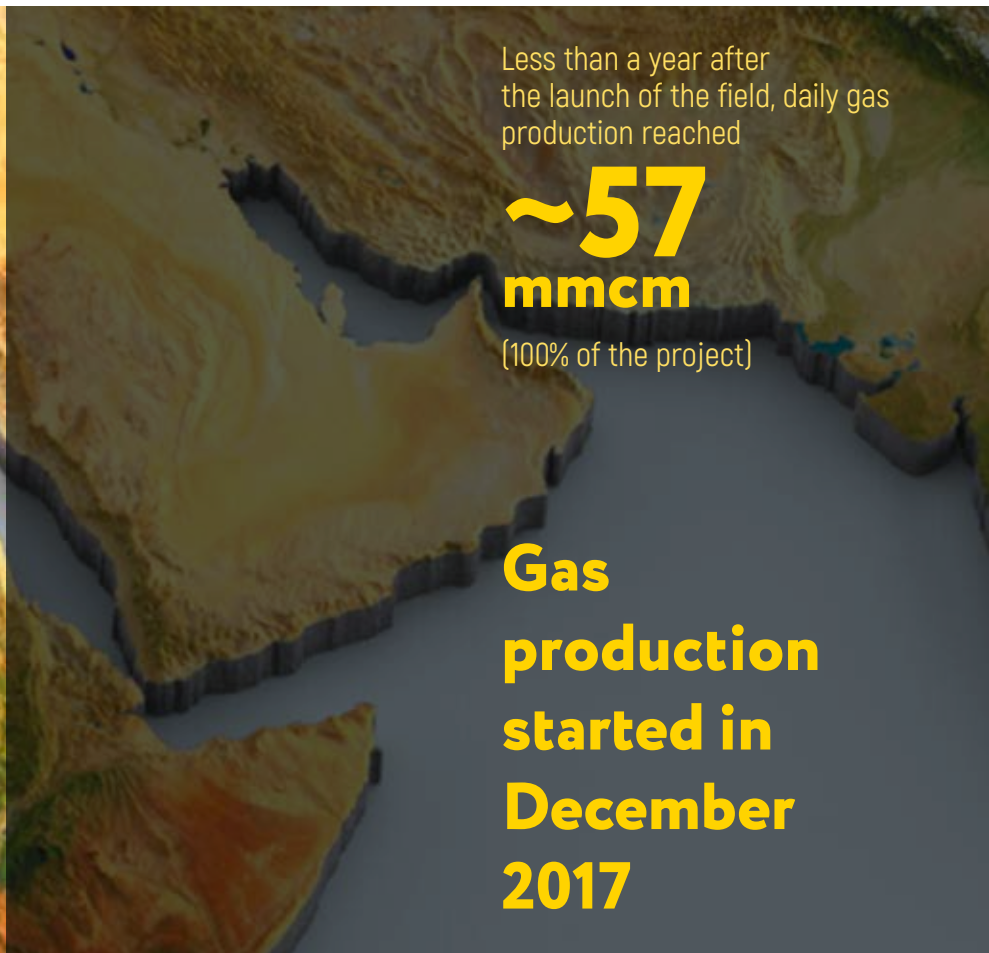 Less than a year after
the launch of the field, daily gas
production reached
~57
mmcm
(100% of the project)
Gas
production
started in
December
2017